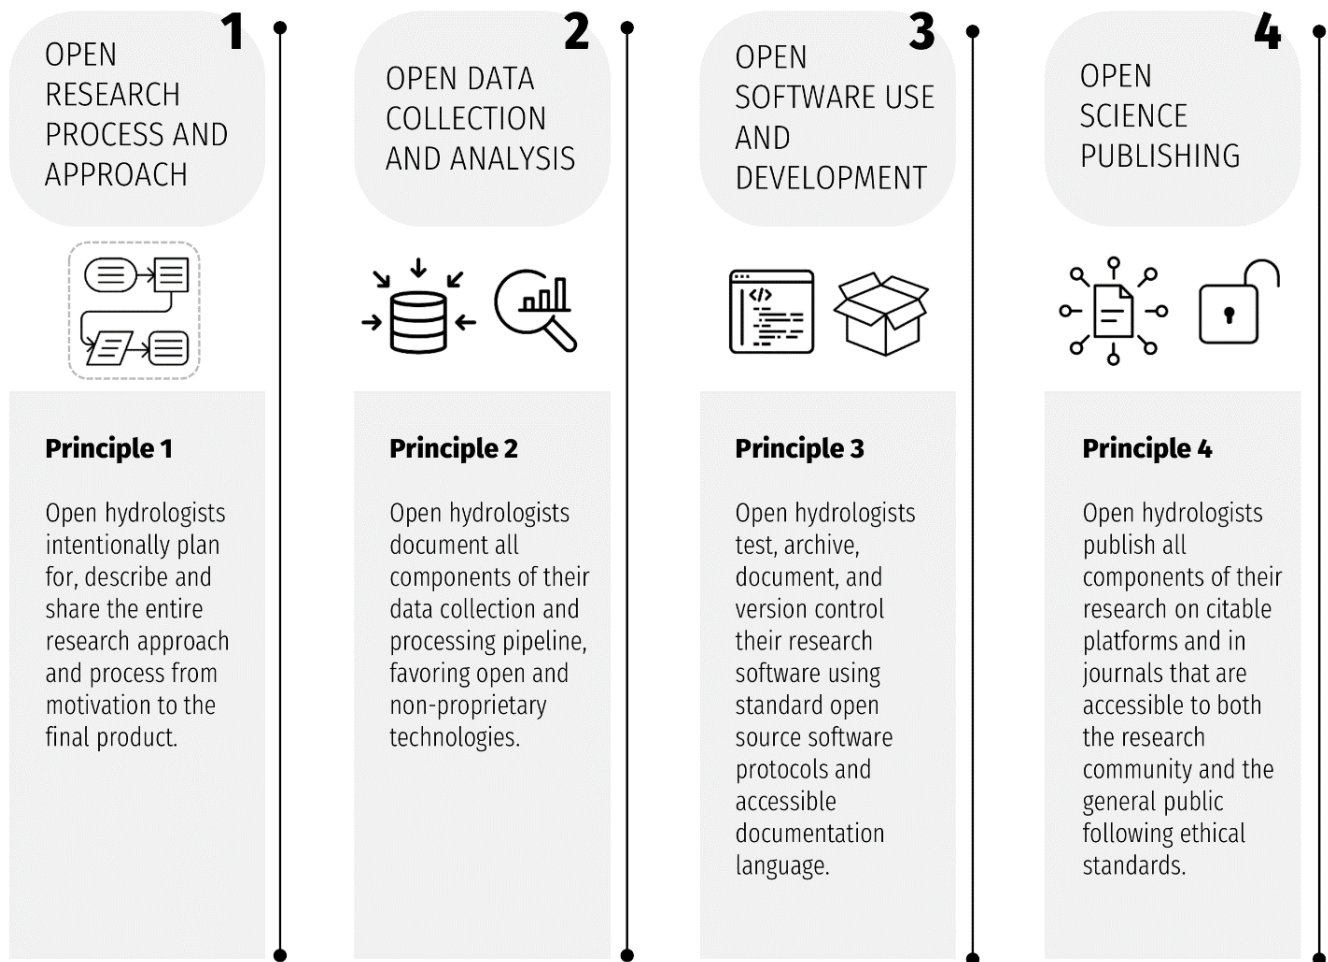 1
OPEN
RESEARCH
PROCESS AND
APPROACH
Principle 1
Open hydrologists
intentionally plan
for, describe and
share the entire
research approach
and process from
motivation to the
final product.
2
OPEN DATA
COLLECTION
AND ANALYSIS
Principle 2
Open hydrologists
document all
components of their
data collection and
processing pipeline,
favoring open and
non-proprietary
technologies.
3
OPEN
SOFTWARE USE
AND
DEVELOPMENT
</>
Principle 3
Open hydrologists
test, archive,
document, and
version control
their research
software using
standard open
source software
protocols and
accessible
documentation
language.
4
OPEN
SCIENCE
PUBLISHING
Principle 4
Open hydrologists
publish all
components of their
research on citable
platforms and in
journals that are
accessible to both
the research
community and the
general public
following ethical
standards.